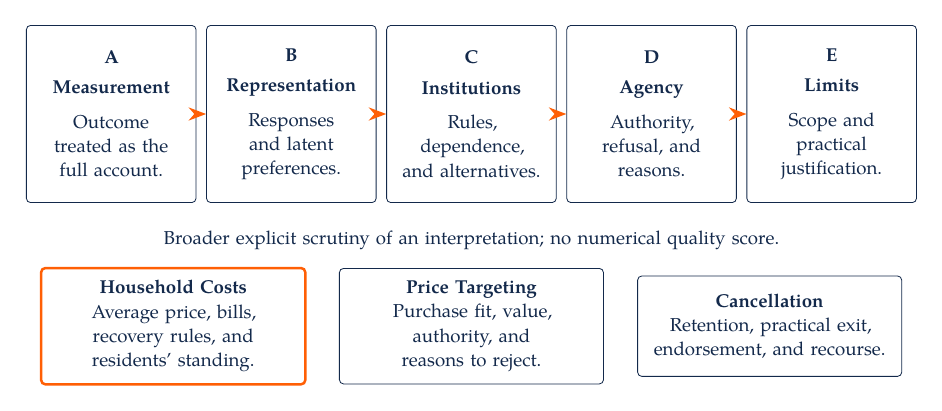 A
Measurement
Outcome
treated as the
full account.
B
Representation
Responses
and latent
preferences.
C
Institutions
Rules,
dependence,
and alternatives.
D
Agency
Authority,
refusal, and
reasons.
E
Limits
Scope and
practical
justification.
Broader explicit scrutiny of an interpretation; no numerical quality score.
Household Costs
Average price, bills,
recovery rules, and
residents’ standing.
Price Targeting
Purchase fit, value,
authority, and
reasons to reject.
Cancellation
Retention, practical exit,
endorsement, and recourse.